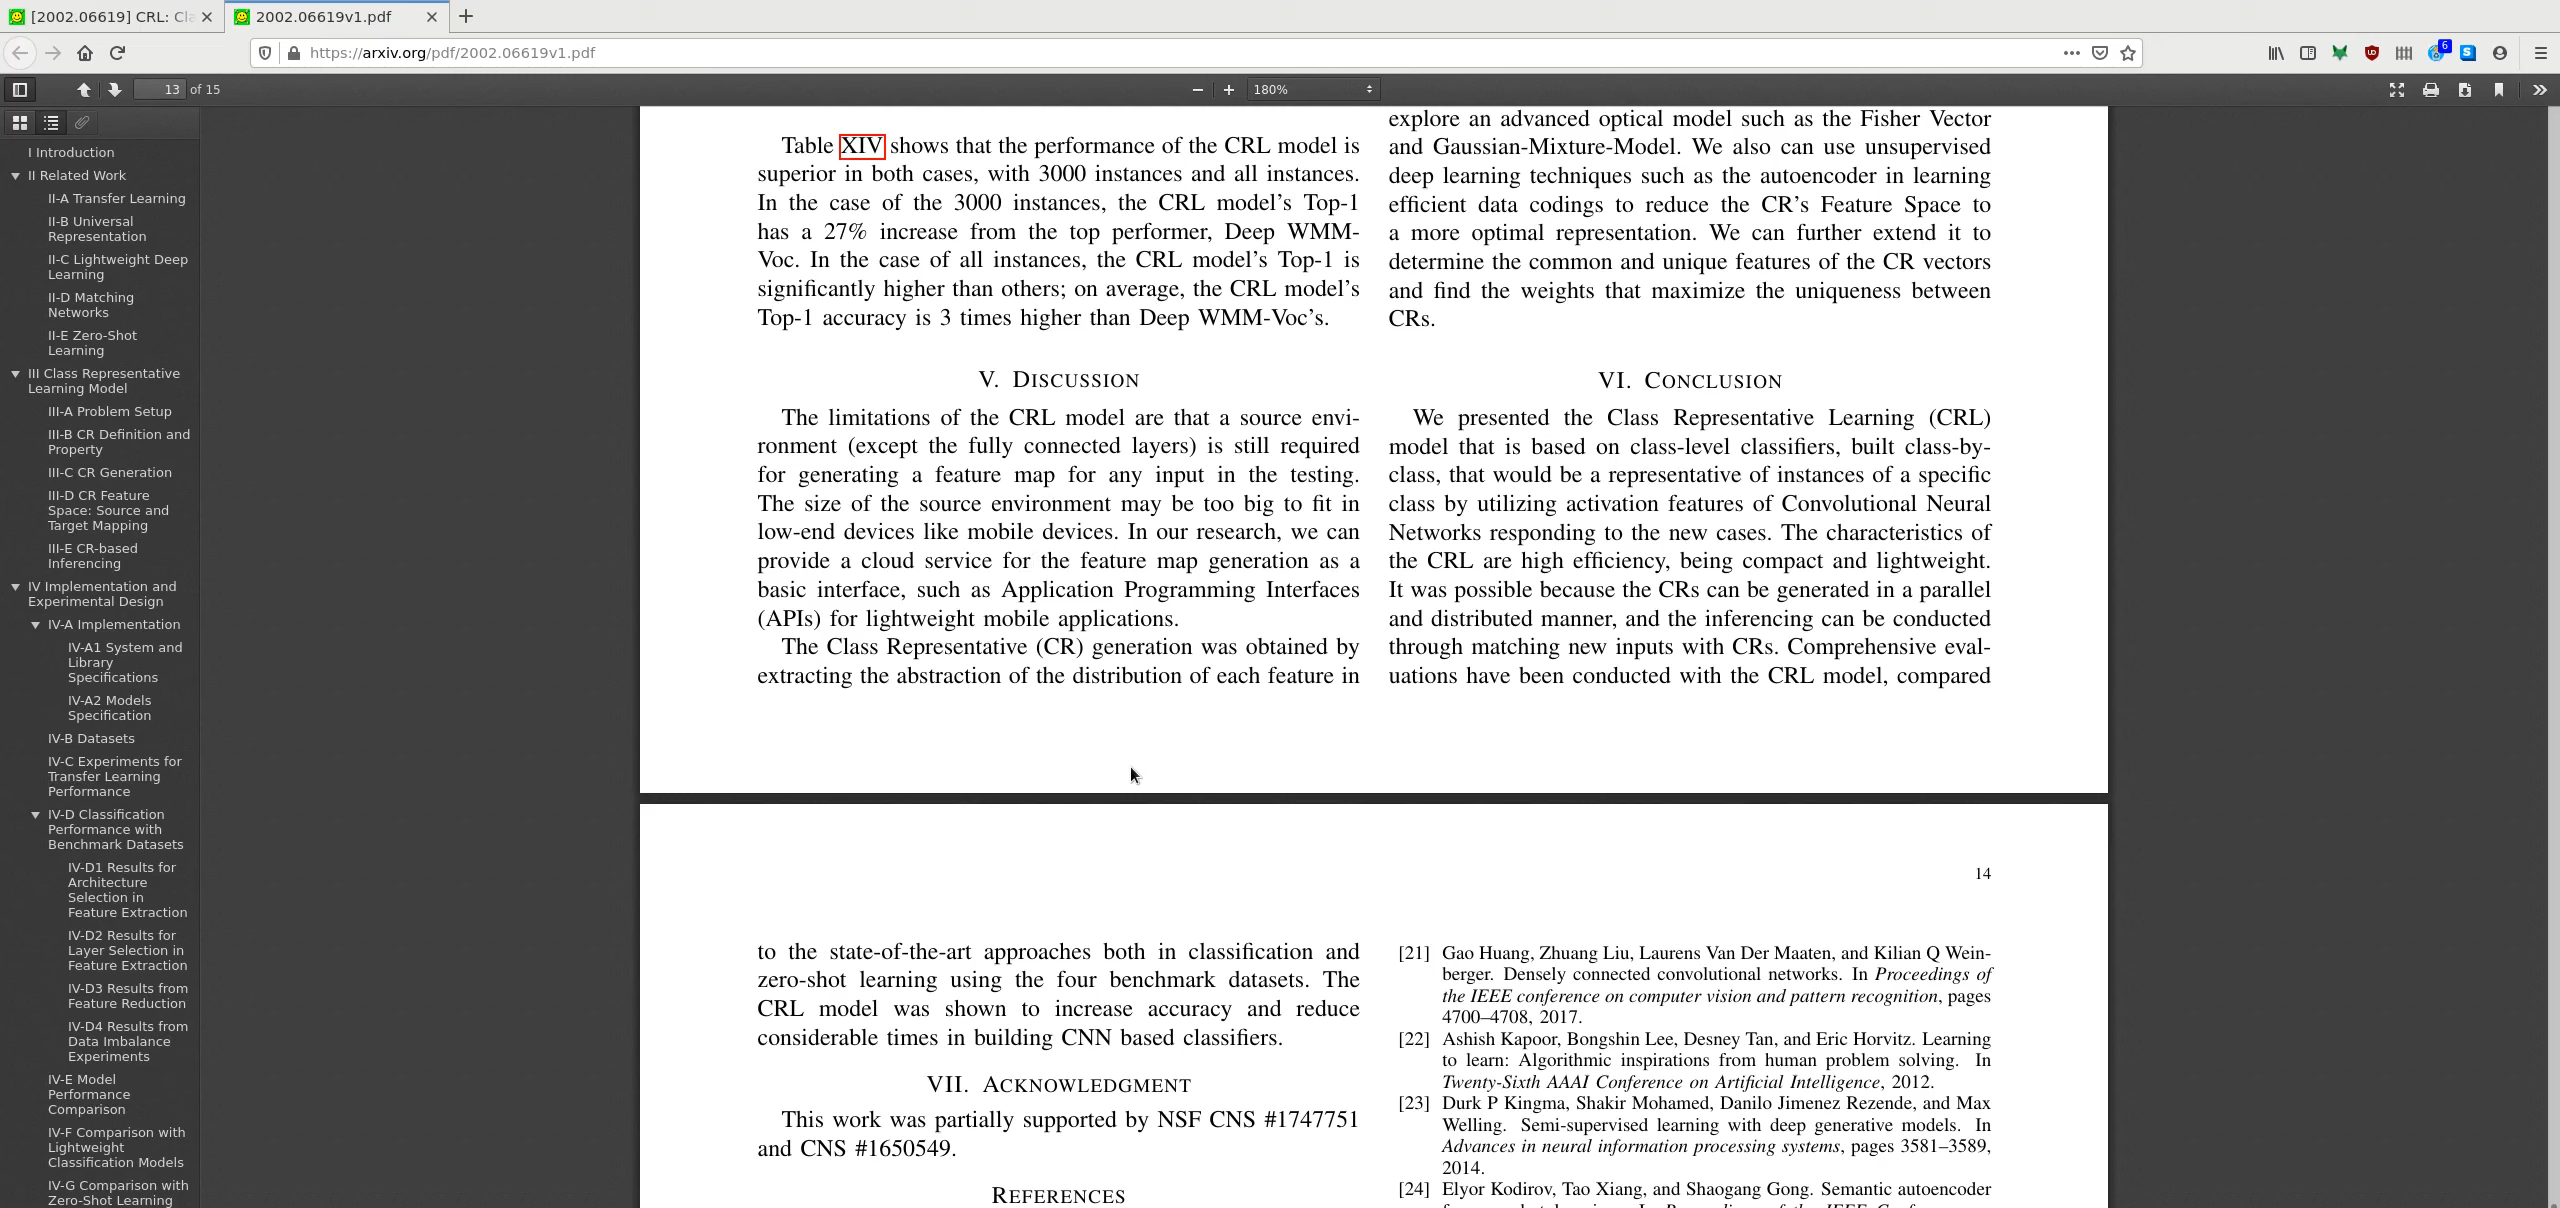 [2002.06619] CRL: Cla
2002.06619v1.pdf
https://arxiv.org/pdf/2002.06619v1.pdf
6
13 of 15
180%
I Introduction
II Related Work
II-A Transfer Learning
II-B Universal
Representation
II-C Lightweight Deep
Learning
II-D Matching
Networks
II-E Zero-Shot
Learning
III Class Representative
Learning Model
III-A Problem Setup
III-B CR Definition and
Property
III-C CR Generation
III-D CR Feature
Space: Source and
Target Mapping
III-E CR-based
Inferencing
IV Implementation and
Experimental Design
IV-A Implementation
IV-A1 System and
Library
Specifications
IV-A2 Models
Specification
IV-B Datasets
IV-C Experiments for
Transfer Learning
Performance
IV-D Classification
Performance with
Benchmark Datasets
IV-D1 Results for
Architecture
Selection in
Feature Extraction
IV-D2 Results for
Layer Selection in
Feature Extraction
IV-D3 Results from
Feature Reduction
IV-D4 Results from
Data Imbalance
Experiments
IV-E Model
Performance
Comparison
IV-F Comparison with
Lightweight
Classification Models
IV-G Comparison with
Zero-Shot Learning
Table XIV shows that the performance of the CRL model is
superior in both cases, with 3000 instances and all instances.
In the case of the 3000 instances, the CRL model's Top-1
has a 27% increase from the top performer, Deep WMM-
Voc. In the case of all instances, the CRL model's Top-1 is
significantly higher than others; on average, the CRL model's
Top-1 accuracy is 3 times higher than Deep WMM-Voc's.
V. DISCUSSION
The limitations of the CRL model are that a source envi-
ronment (except the fully connected layers) is still required
for generating a feature map for any input in the testing.
The size of the source environment may be too big to fit in
low-end devices like mobile devices. In our research, we can
provide a cloud service for the feature map generation as a
basic interface, such as Application Programming Interfaces
(APIs) for lightweight mobile applications.
The Class Representative (CR) generation was obtained by
extracting the abstraction of the distribution of each feature in
explore an advanced optical model such as the Fisher Vector
and Gaussian-Mixture-Model. We also can use unsupervised
deep learning techniques such as the autoencoder in learning
efficient data codings to reduce the CR's Feature Space to
a more optimal representation. We can further extend it to
determine the common and unique features of the CR vectors
and find the weights that maximize the uniqueness between
CRs.
VI. CONCLUSION
We presented the Class Representative Learning (CRL)
model that is based on class-level classifiers, built class-by-
class, that would be a representative of instances of a specific
class by utilizing activation features of Convolutional Neural
Networks responding to the new cases. The characteristics of
the CRL are high efficiency, being compact and lightweight.
It was possible because the CRs can be generated in a parallel
and distributed manner, and the inferencing can be conducted
through matching new inputs with CRs. Comprehensive eval-
uations have been conducted with the CRL model, compared
14
to the state-of-the-art approaches both in classification and
zero-shot learning using the four benchmark datasets. The
CRL model was shown to increase accuracy and reduce
considerable times in building CNN based classifiers.
VII. ACKNOWLEDGMENT
This work was partially supported by NSF CNS #1747751
and CNS #1650549.
REFERENCES
[21] Gao Huang, Zhuang Liu, Laurens Van Der Maaten, and Kilian Q Wein-
berger. Densely connected convolutional networks. In Proceedings of
the IEEE conference on computer vision and pattern recognition, pages
4700–4708, 2017.
[22] Ashish Kapoor, Bongshin Lee, Desney Tan, and Eric Horvitz. Learning
to learn: Algorithmic inspirations from human problem solving. In
Twenty-Sixth AAAI Conference on Artificial Intelligence, 2012.
[23] Durk P Kingma, Shakir Mohamed, Danilo Jimenez Rezende, and Max
Welling. Semi-supervised learning with deep generative models. In
Advances in neural information processing systems, pages 3581–3589,
2014.
[24] Elyor Kodirov, Tao Xiang, and Shaogang Gong. Semantic autoencoder